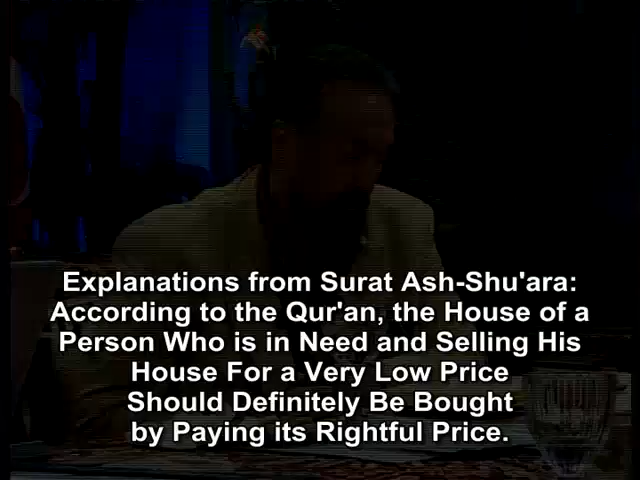 Explanations from Surat Ash-Shu'ara:
According to the Qur'an, the House of a
Person Who is in Need and Selling His
House For a Very Low Price
Should Definitely Be Bought
by Paying its Rightful Price.